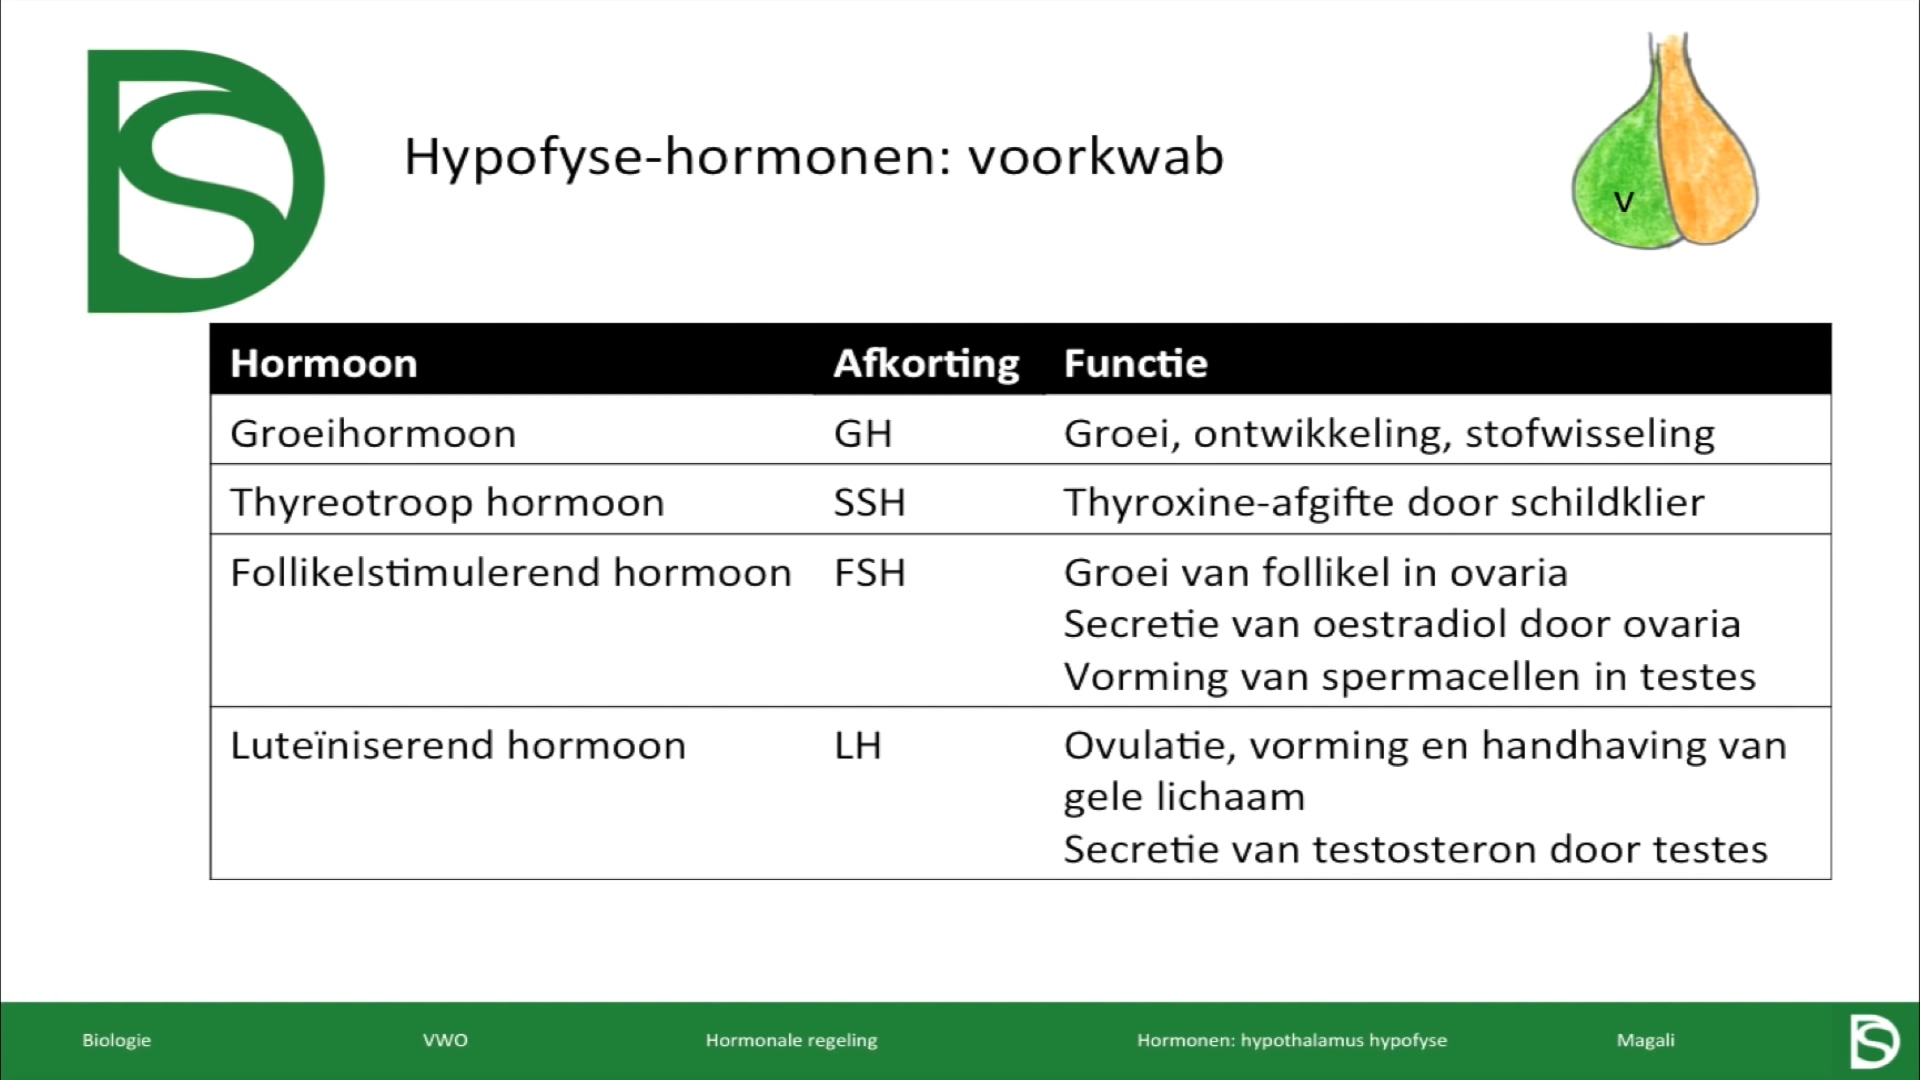 Hypofyse-hormonen: voorkwab
v
Hormoon Afkorting Functie
Groeihormoon GH Groei, ontwikkeling, stofwisseling
Thyreotroop hormoon SSH Thyroxine-afgifte door schildklier
Follikelstimulerend hormoon FSH Groei van follikel in ovaria
Secretie van oestradiol door ovaria
Vorming van spermacellen in testes
Luteïniserend hormoon LH Ovulatie, vorming en handhaving van
gele lichaam
Secretie van testosteron door testes
Biologie VWO Hormonale regeling Hormonen: hypothalamus hypofyse Magali